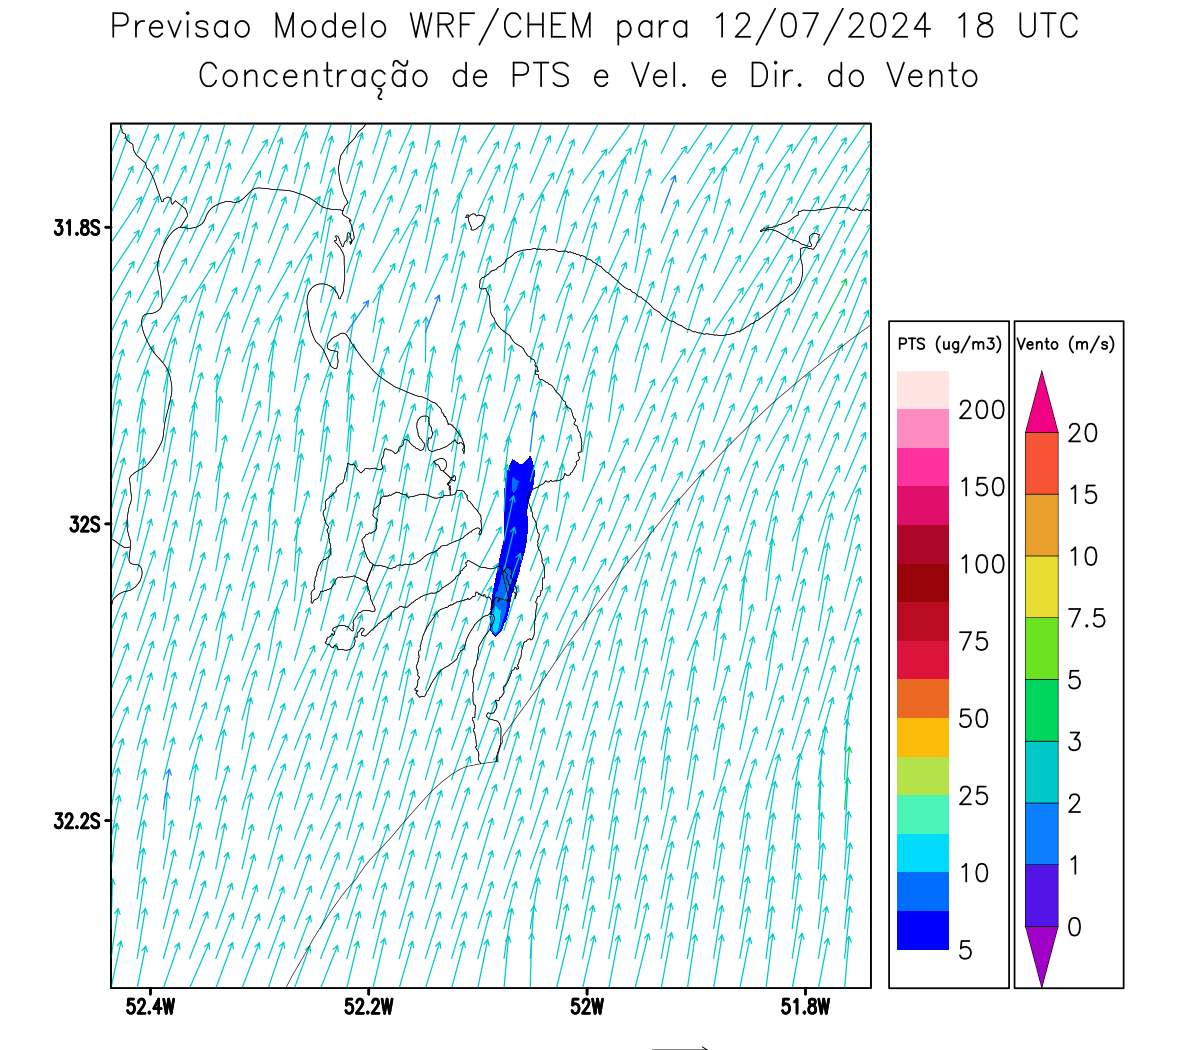 Previsao Modelo WRF/CHEM para 12/07/2024 18 UTC
Concentração de PTS e Vel. e Dir. do Vento
31.8S
32S
32.2S
52.4W
52.2W
52W
51.8W
PTS (ug/m3)
200
150
100
75
50
25
10
5
Vento (m/s)
20
15
10
7.5
5
3
2
1
0